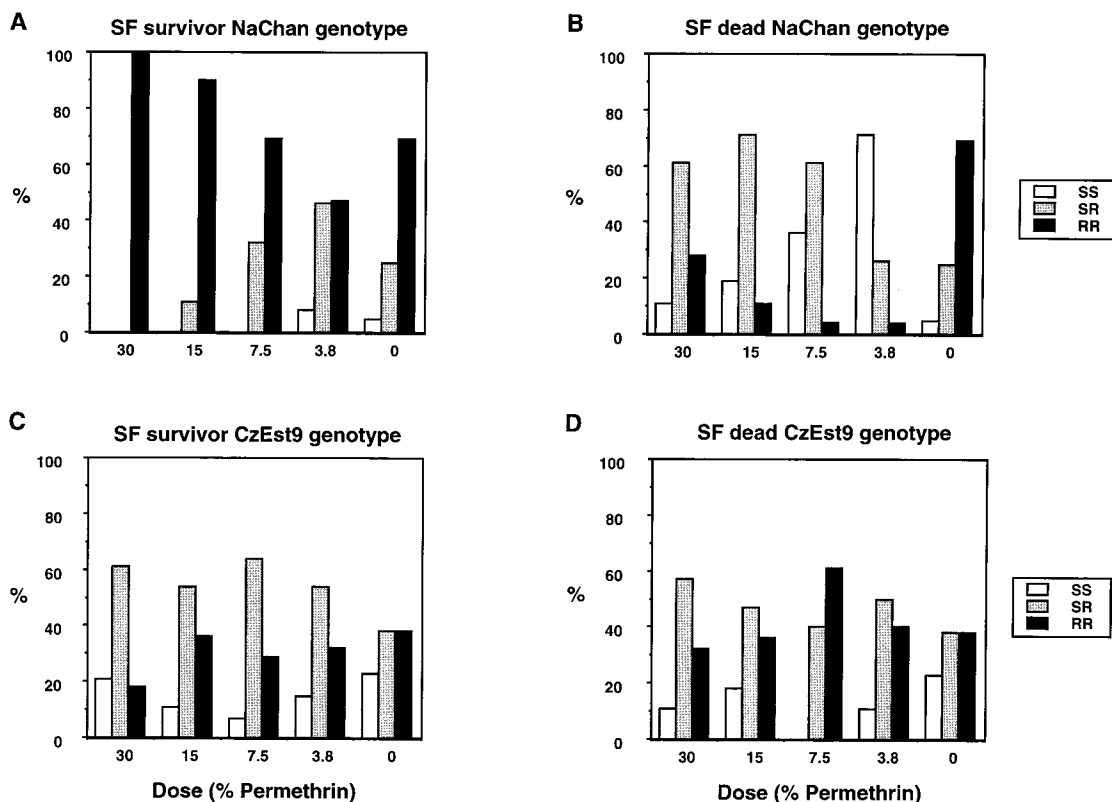 A
SF survivor NaChan genotype
100
80
60
%
40
20
0
30 15 7.5 3.8 0
B
SF dead NaChan genotype
100
80
60
%
40
20
0
30 15 7.5 3.8 0
SS
SR
RR
C
SF survivor CzEst9 genotype
100
80
60
%
40
20
0
30 15 7.5 3.8 0
Dose (% Permethrin)
D
SF dead CzEst9 genotype
100
80
60
%
40
20
0
30 15 7.5 3.8 0
Dose (% Permethrin)
SS
SR
RR